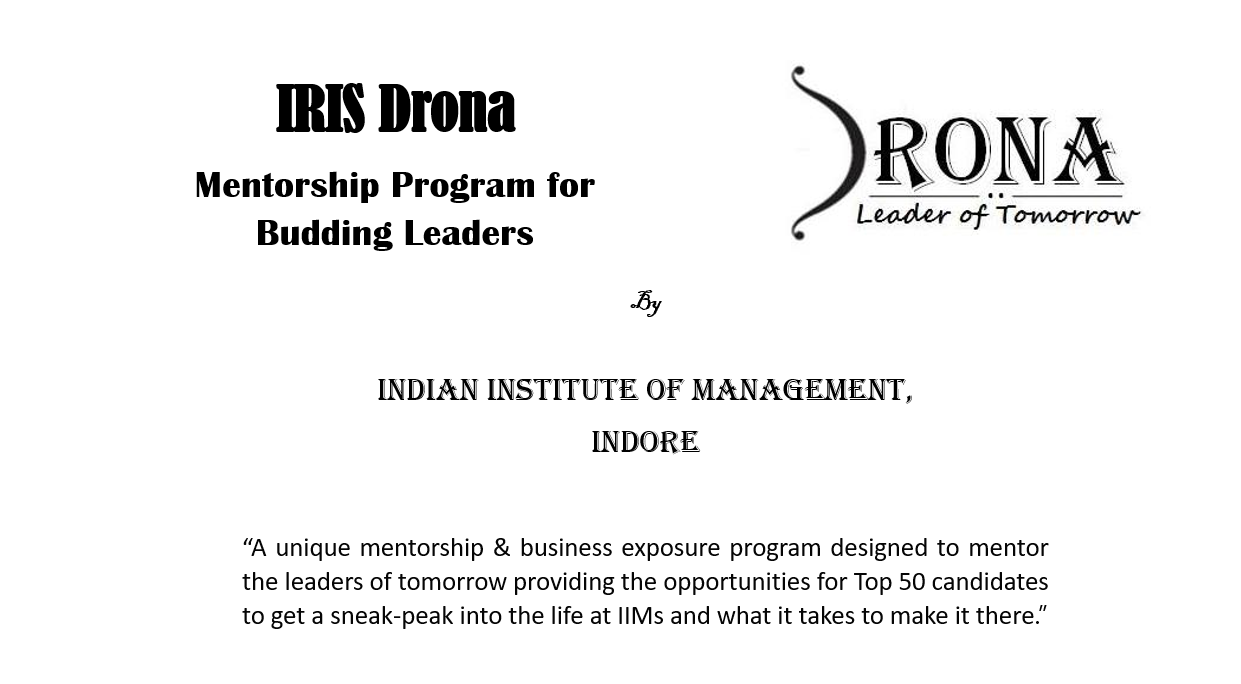 IRIS Drona
Mentorship Program for
Budding Leaders
DRONA
Leader of Tomorrow
By
INDIAN INSTITUTE OF MANAGEMENT,
INDORE
“A unique mentorship & business exposure program designed to mentor
the leaders of tomorrow providing the opportunities for Top 50 candidates
to get a sneak-peak into the life at IIMs and what it takes to make it there.”